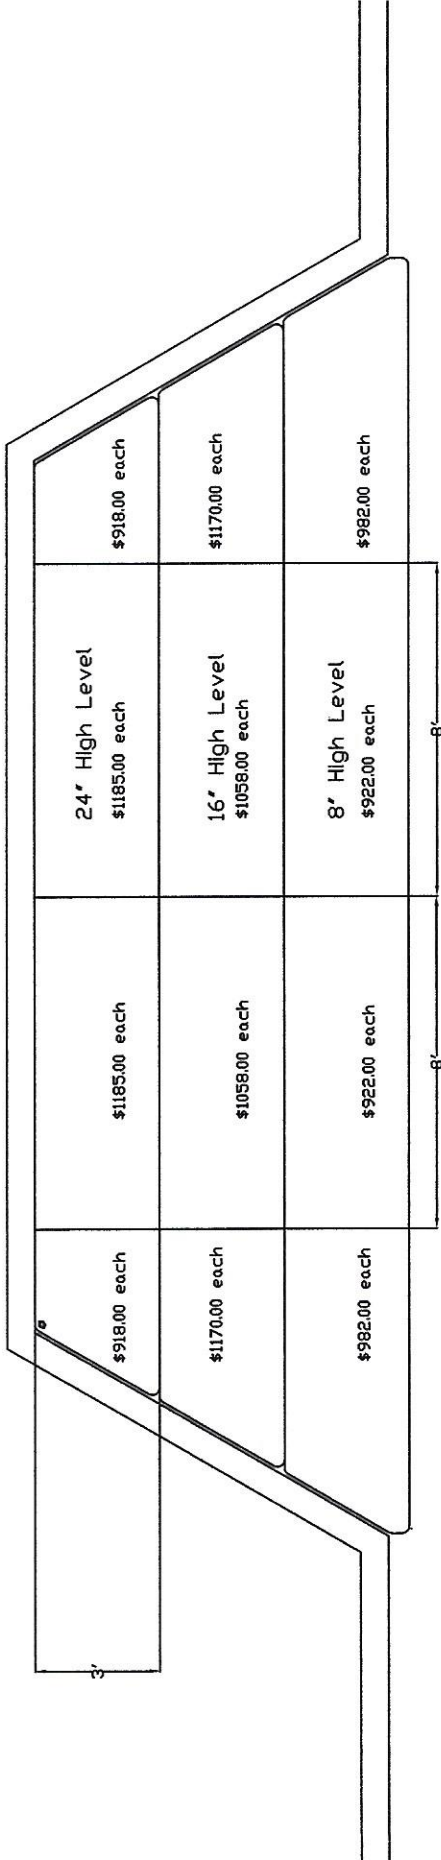 $918.00 each
$1185.00 each
24" High Level
$1185.00 each
$918.00 each
$1170.00 each
$1058.00 each
16" High Level
$1058.00 each
$1170.00 each
$982.00 each
$922.00 each
8" High Level
$922.00 each
$982.00 each
3'
8'
8'